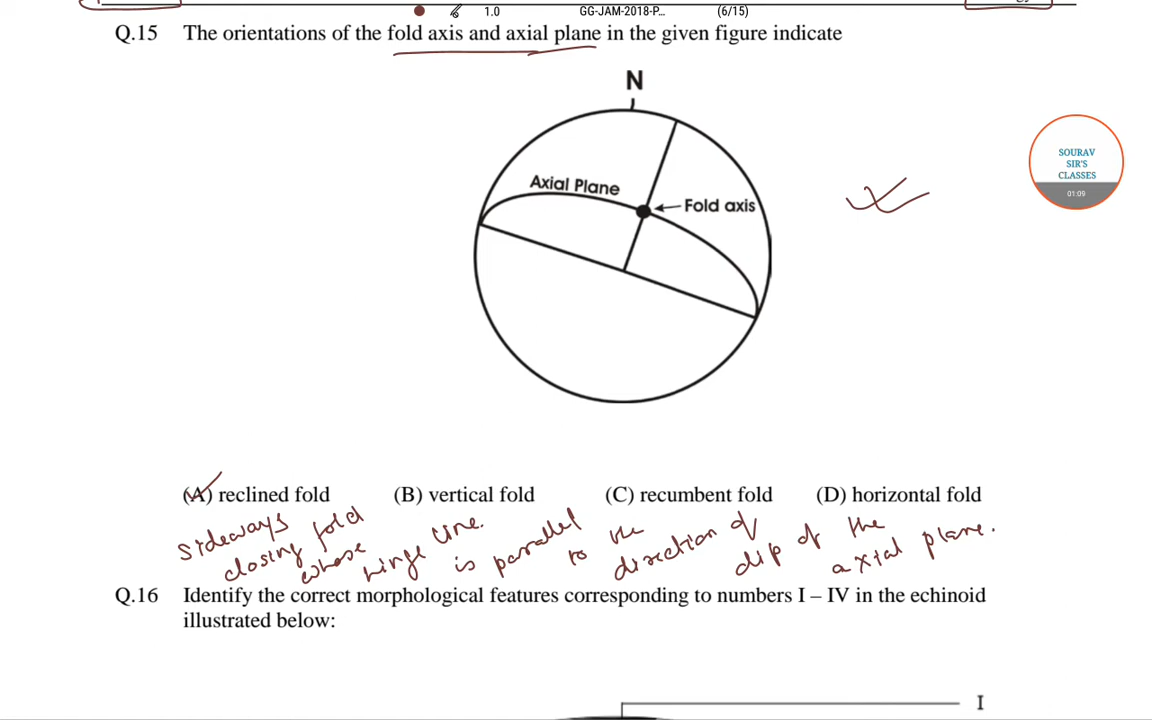 1.0 GG-JAM-2018-P... (6/15)
Q.15 The orientations of the fold axis and axial plane in the given figure indicate
N
Axial Plane
Fold axis
SOURAV
SIR'S
CLASSES
01:09
(A) reclined fold (B) vertical fold (C) recumbent fold (D) horizontal fold
sideways closing fold whose hinge line. is parallel to the direction of dip of the axial plane.
Q.16 Identify the correct morphological features corresponding to numbers I – IV in the echinoid
illustrated below:
I